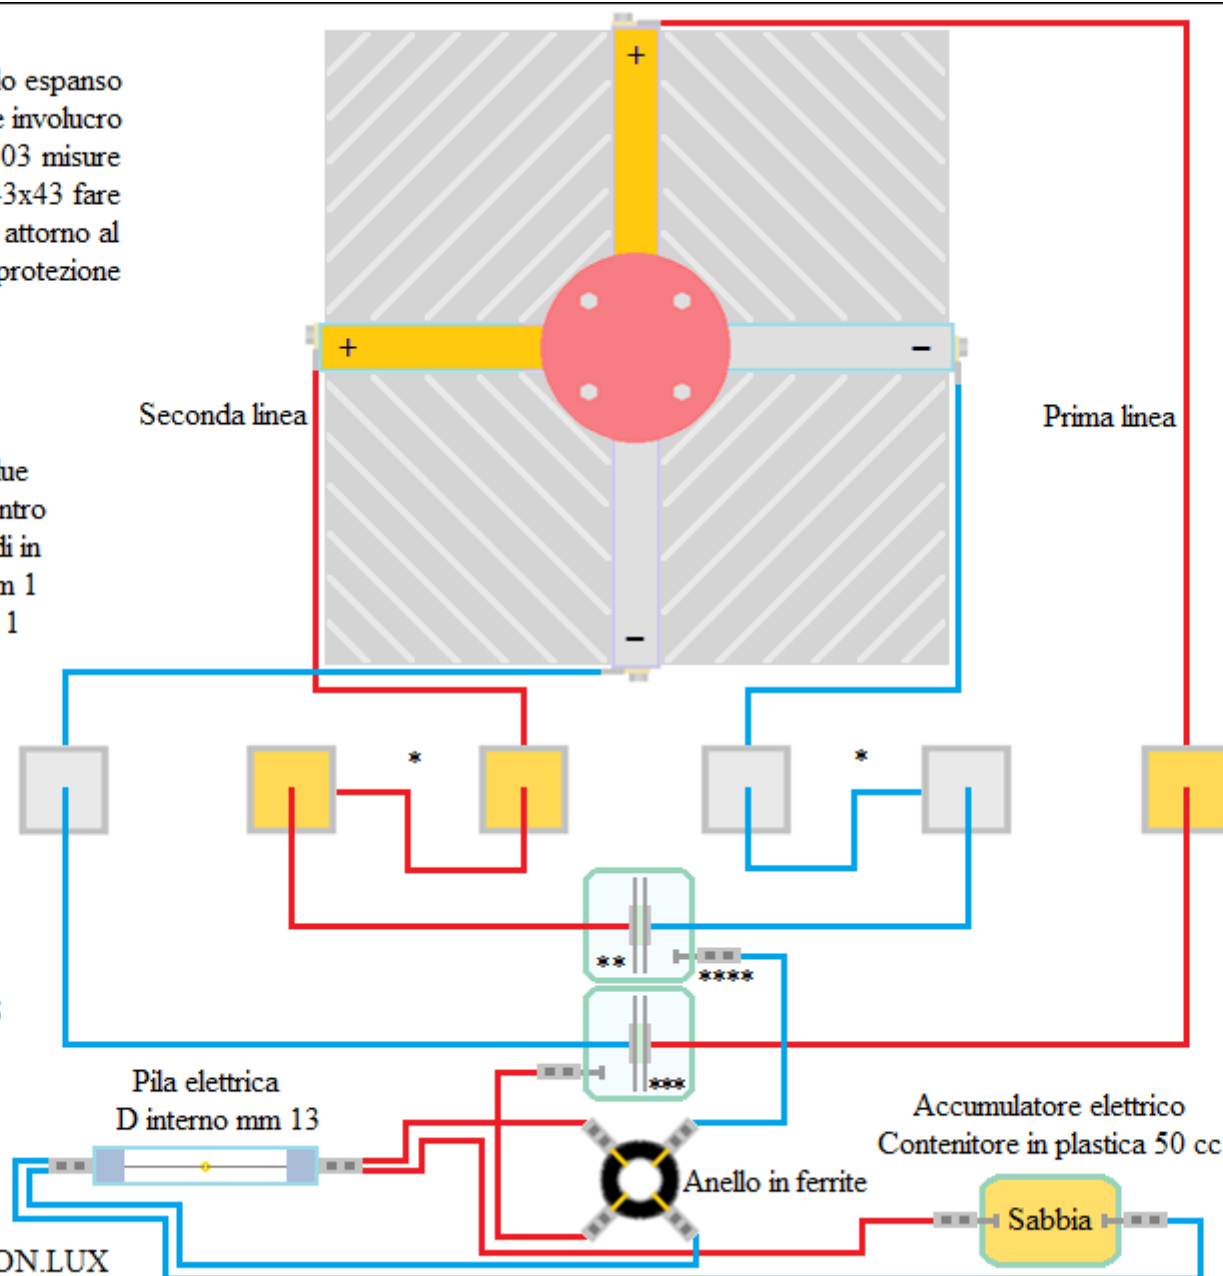 +
lo espanso
e involucro
03 misure
3x43 fare
attorno al
protezione
+
−
Seconda linea
Prima linea
lue
ntro
di in
m 1
1
−
*
*
**
****
***
Pila elettrica
D interno mm 13
Accumulatore elettrico
Contenitore in plastica 50 cc
Anello in ferrite
Sabbia
ON.LUX